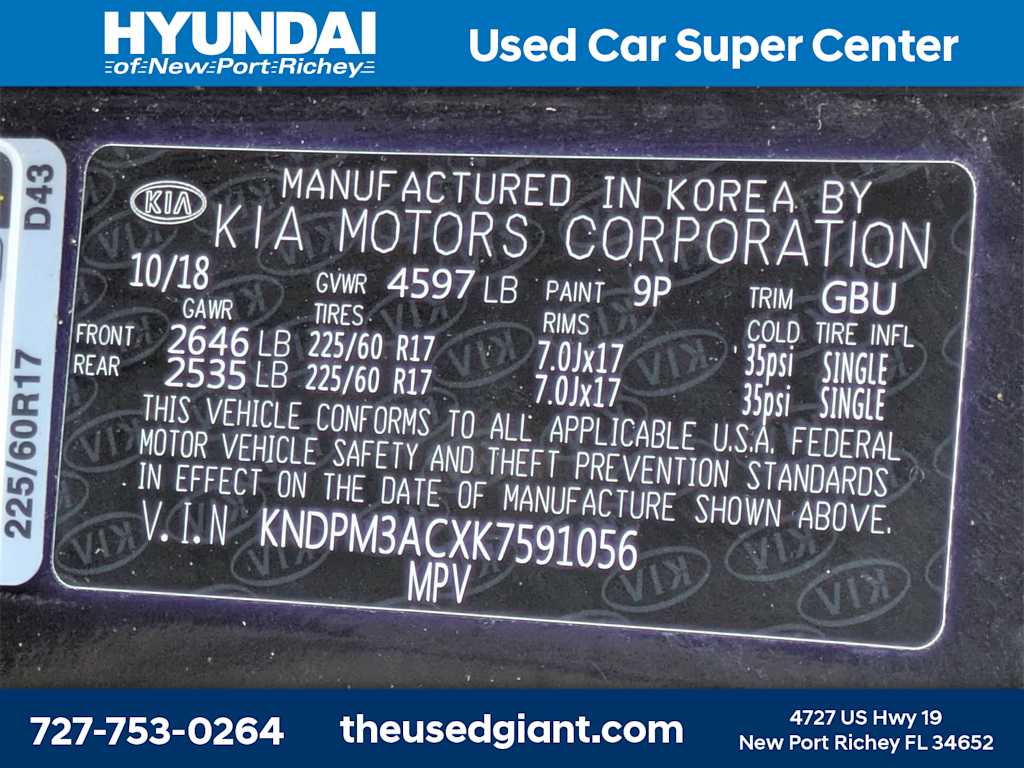 HYUNDAI
of New Port Richey
Used Car Super Center
D43
225/60R17
KIA MANUFACTURED IN KOREA BY
KIA MOTORS CORPORATION
10/18 GVWR 4597 LB PAINT 9P TRIM GBU
GAWR TIRES RIMS COLD TIRE INFL
FRONT 2646 LB 225/60 R17 7.0Jx17 35psi SINGLE
REAR 2535 LB 225/60 R17 7.0Jx17 35psi SINGLE
THIS VEHICLE CONFORMS TO ALL APPLICABLE U.S.A. FEDERAL
MOTOR VEHICLE SAFETY AND THEFT PREVENTION STANDARDS
IN EFFECT ON THE DATE OF MANUFACTURE SHOWN ABOVE.
V.I.N KNDPM3ACXK7591056
MPV
727-753-0264
theusedgiant.com
4727 US Hwy 19
New Port Richey FL 34652